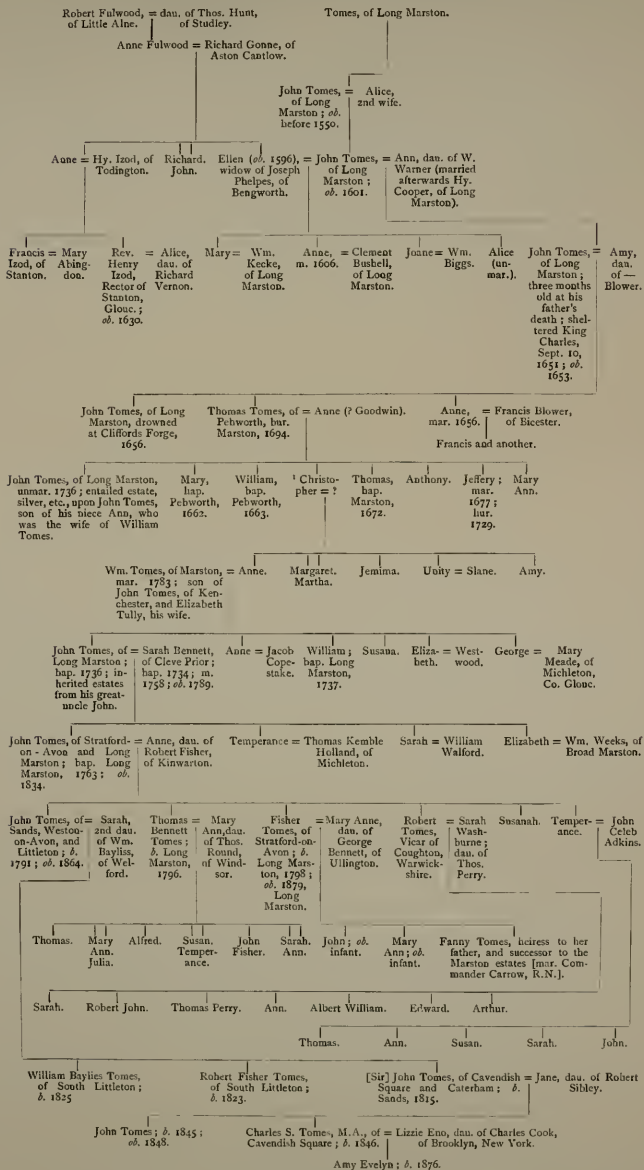 Robert Fulwood, = dau. of Thos. Hunt,
of Little Alne. of Studley.
Tomes, of Long Marston.
Anne Fulwood = Richard Gonne, of
Aston Cantlow.
John Tomes, = Alice,
of Long 2nd wife.
Marston; ob.
before 1550.
Anne = Hy. Izod, of
Todington.
Richard.
John.
Ellen (ob. 1596), = John Tomes, = Ann, dau. of W.
widow of Joseph of Long Warner (married
Phelpes, of Marston; afterwards Hy.
Bengworth. ob. 1601. Cooper, of Long
Marston).
Francis = Mary
Izod, of Abing-
Stanton. don.
Rev. = Alice,
Henry dau. of
Izod, Richard
Rector of Vernon.
Stanton,
Glouc.;
ob. 1630.
Mary = Wm.
Kecke,
of Long
Marston.
Anne, = Clement
m. 1606. Busbell,
of Long
Marston.
Joane = Wm.
Biggs.
Alice
(un-
mar.).
John Tomes, = Amy,
of Long dau.
Marston; of —
three months Blower.
old at his
father's
death; shel-
tered King
Charles,
Sept. 10,
1651; ob.
1653.
John Tomes, of Long
Marston, drowned
at Cliffords Forge,
1656.
Thomas Tomes, of = Anne (? Goodwin).
Pebworth, bur.
Marston, 1694.
Anne, = Francis Blower,
mar. 1656. of Bicester.
Francis and another.
John Tomes, of Long Marston,
unmar. 1736; entailed estate,
silver, etc., upon John Tomes,
son of his niece Ann, who
was the wife of William
Tomes.
Mary,
bap.
Pebworth,
1662.
William,
bap.
Pebworth,
1663.
1 Christo-
pher = ?
Thomas,
bap.
Marston,
1672.
Anthony.
Jeffery;
mar.
1677;
bur.
1729.
Mary
Ann.
Wm. Tomes, of Marston, = Anne.
mar. 1783; son of
John Tomes, of Ken-
chester, and Elizabeth
Tully, his wife.
Margaret.
Martha.
Jemima.
Unity = Slane.
Amy.
John Tomes, of = Sarah Bennett,
Long Marston; of Cleve Prior;
bap. 1736; in- bap. 1734; m.
herited estates 1758; ob. 1789.
from his great-
uncle John.
Anne = Jacob
Cope-
stake.
William;
bap. Long
Marston,
1737.
Susana.
Eliza- = West-
beth. wood.
George = Mary
Meade, of
Michleton,
Co. Glouc.
John Tomes, of Stratford- = Anne, dau. of
on-Avon and Long Robert Fisher,
Marston; bap. Long of Kinwarton.
Marston, 1763; ob.
1834.
Temperance = Thomas Kemble
Holland, of
Michleton.
Sarah = William
Walford.
Elizabeth = Wm. Weeks, of
Broad Marston.
John Tomes, of = Sarah,
Sands, Weston- 2nd dau.
on-Avon, and of Wm.
Littleton; b. Bayliss,
1791; ob. 1864. of Wel-
ford.
Thomas = Mary
Bennett Ann, dau.
Tomes; of Thos.
b. Long Round,
Marston, of Wind-
1796. sor.
Fisher = Mary Anne,
Tomes, of dau. of
Stratford-on- George
Avon; b. Bennett, of
Long Mars- Ullington.
ton, 1798;
ob. 1879,
Long
Marston.
Robert = Sarah
Tomes, Wash-
Vicar of burne;
Coughton, dau. of
Warwick- Thos.
shire. Perry.
Susanah.
Temper- = John
ance. Celeb
Adkins.
Thomas.
Mary
Ann.
Julia.
Alfred.
Susan.
Temper-
ance.
John
Fisher.
Sarah.
Ann.
John; ob.
infant.
Mary
Ann; ob.
infant.
Fanny Tomes, heiress to her
father, and successor to the
Marston estates [mar. Com-
mander Carrow, R.N.].
Sarah. Robert John. Thomas Perry. Ann. Albert William. Edward. Arthur.
Thomas. Ann. Susan. Sarah. John.
William Baylies Tomes,
of South Littleton;
b. 1825
Robert Fisher Tomes,
of South Littleton;
b. 1823.
[Sir] John Tomes, of Cavendish = Jane, dau. of Robert
Square and Caterham; b. Sibley.
Sands, 1815.
John Tomes; b. 1845;
ob. 1848.
Charles S. Tomes, M.A., of = Lizzie Eno, dau. of Charles Cook,
Cavendish Square; b. 1846. of Brooklyn, New York.
Amy Evelyn; b. 1876.